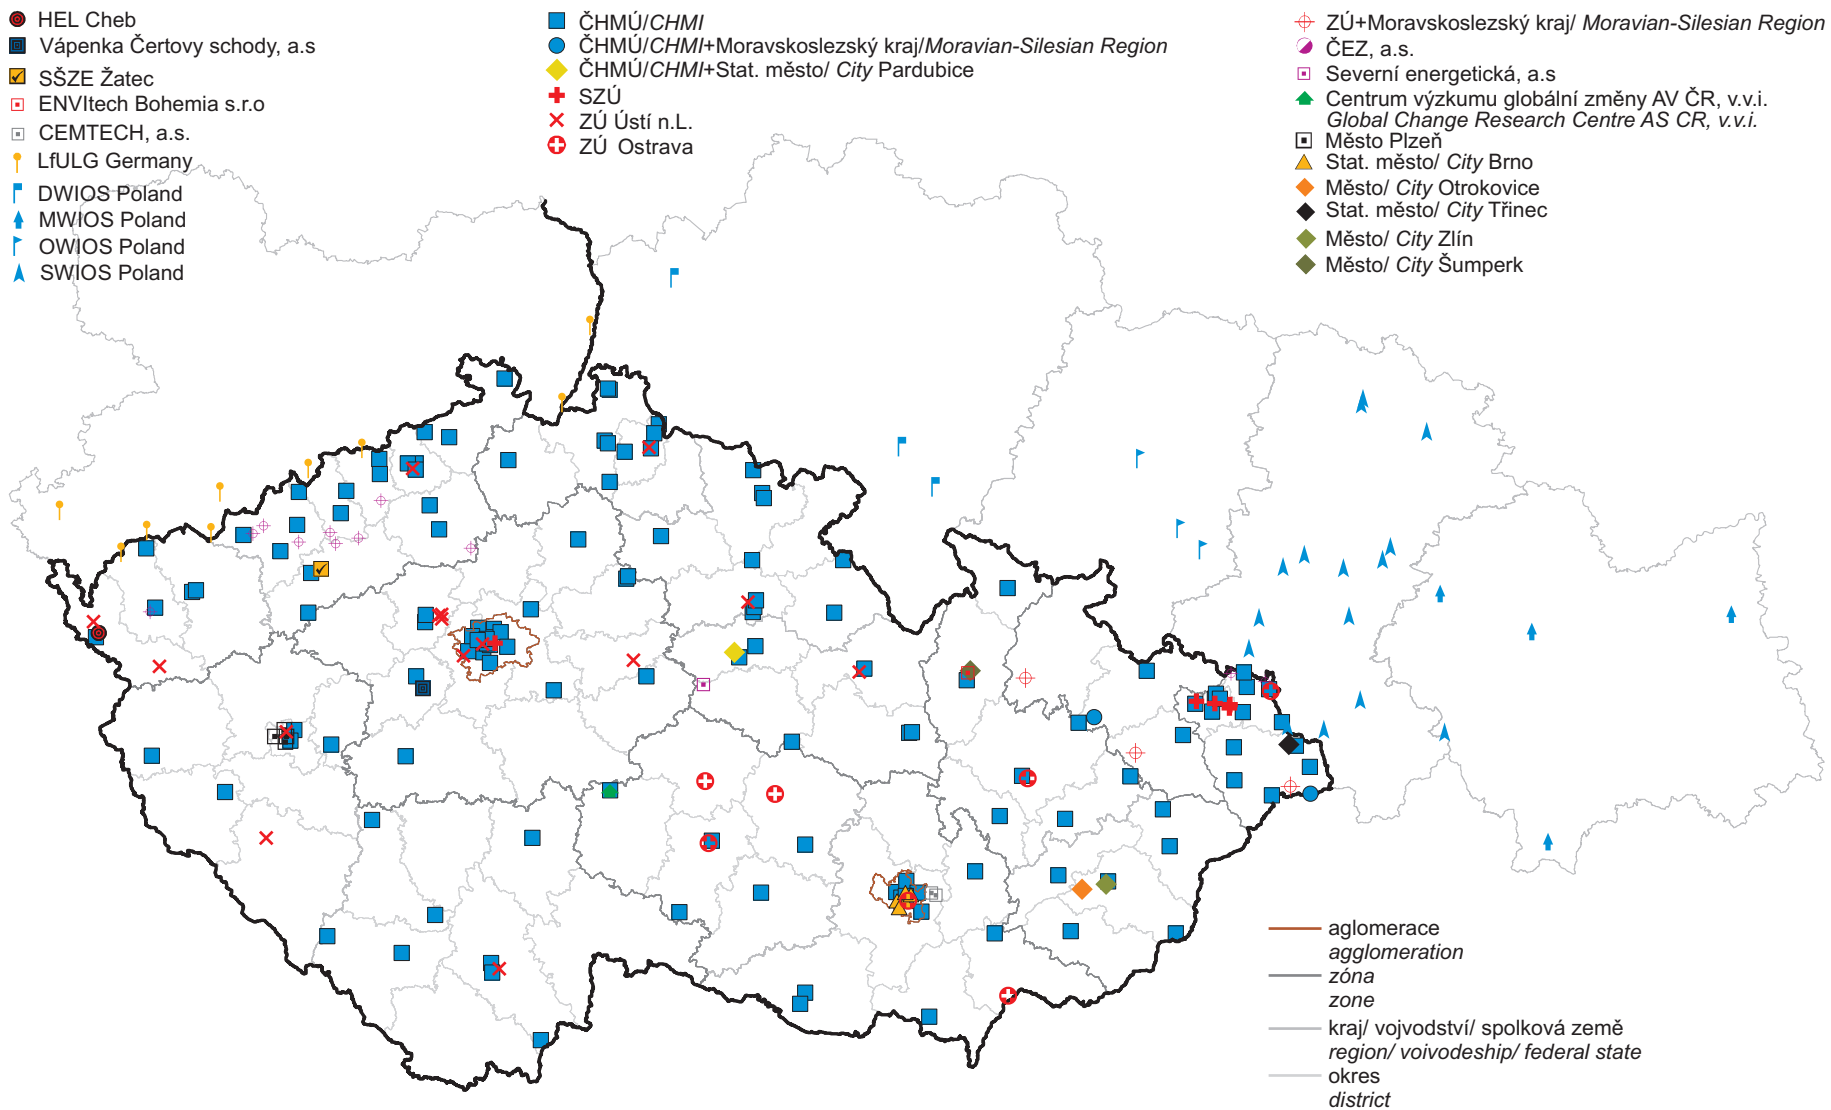 HEL Cheb
Vápenka Čertovy schody, a.s
SŠZE Žatec
ENVItech Bohemia s.r.o
CEMTECH, a.s.
LfULG Germany
DWIOS Poland
MWIOS Poland
OWIOS Poland
SWIOS Poland
ČHMÚ/CHMI
ČHMÚ/CHMI+Moravskoslezský kraj/Moravian-Silesian Region
ČHMÚ/CHMI+Stat. město/ City Pardubice
SZÚ
ZÚ Ústí n.L.
ZÚ Ostrava
ZÚ+Moravskoslezský kraj/ Moravian-Silesian Region
ČEZ, a.s.
Severní energetická, a.s
Centrum výzkumu globální změny AV ČR, v.v.i.
Global Change Research Centre AS CR, v.v.i.
Město Plzeň
Stat. město/ City Brno
Město/ City Otrokovice
Stat. město/ City Třinec
Město/ City Zlín
Město/ City Šumperk
aglomerace
agglomeration
zóna
zone
kraj/ vojvodství/ spolková země
region/ voivodeship/ federal state
okres
district